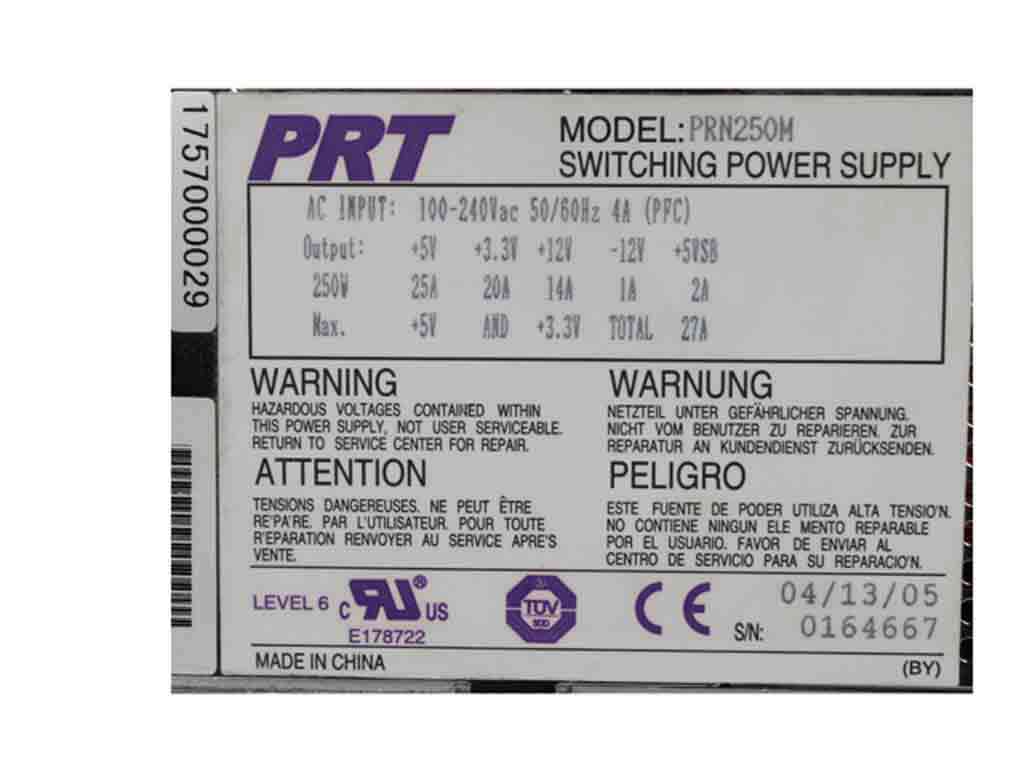 1757000029
PRT
MODEL: PRN250M
SWITCHING POWER SUPPLY
AC INPUT: 100-240Vac 50/60Hz 4A (PFC)
Output: +5V +3.3V +12V -12V +5VSB
250W 25A 20A 14A 1A 2A
Max. +5V AND +3.3V TOTAL 27A
WARNING
HAZARDOUS VOLTAGES CONTAINED WITHIN
THIS POWER SUPPLY, NOT USER SERVICEABLE.
RETURN TO SERVICE CENTER FOR REPAIR.
WARNUNG
NETZTEIL UNTER GEFÄHRLICHER SPANNUNG.
NICHT VOM BENUTZER ZU REPARIEREN. ZUR
REPARATUR AN KUNDENDIENST ZURÜCKSENDEN.
ATTENTION
TENSIONS DANGEREUSES. NE PEUT ÊTRE
RE'PA'RE. PAR L'UTILISATEUR. POUR TOUTE
R'EPARATION RENVOYER AU SERVICE APRE'S
VENTE.
PELIGRO
ESTE FUENTE DE PODER UTILIZA ALTA TENSIO'N.
NO CONTIENE NINGUN ELE MENTO REPARABLE
POR EL USUARIO. FAVOR DE ENVIAR AL
CENTRO DE SERVICIO PARA SU REPARACIO'N.
LEVEL 6 C RU® US
E178722
TÜV
CE
04/13/05
S/N: 0164667
MADE IN CHINA
(BY)